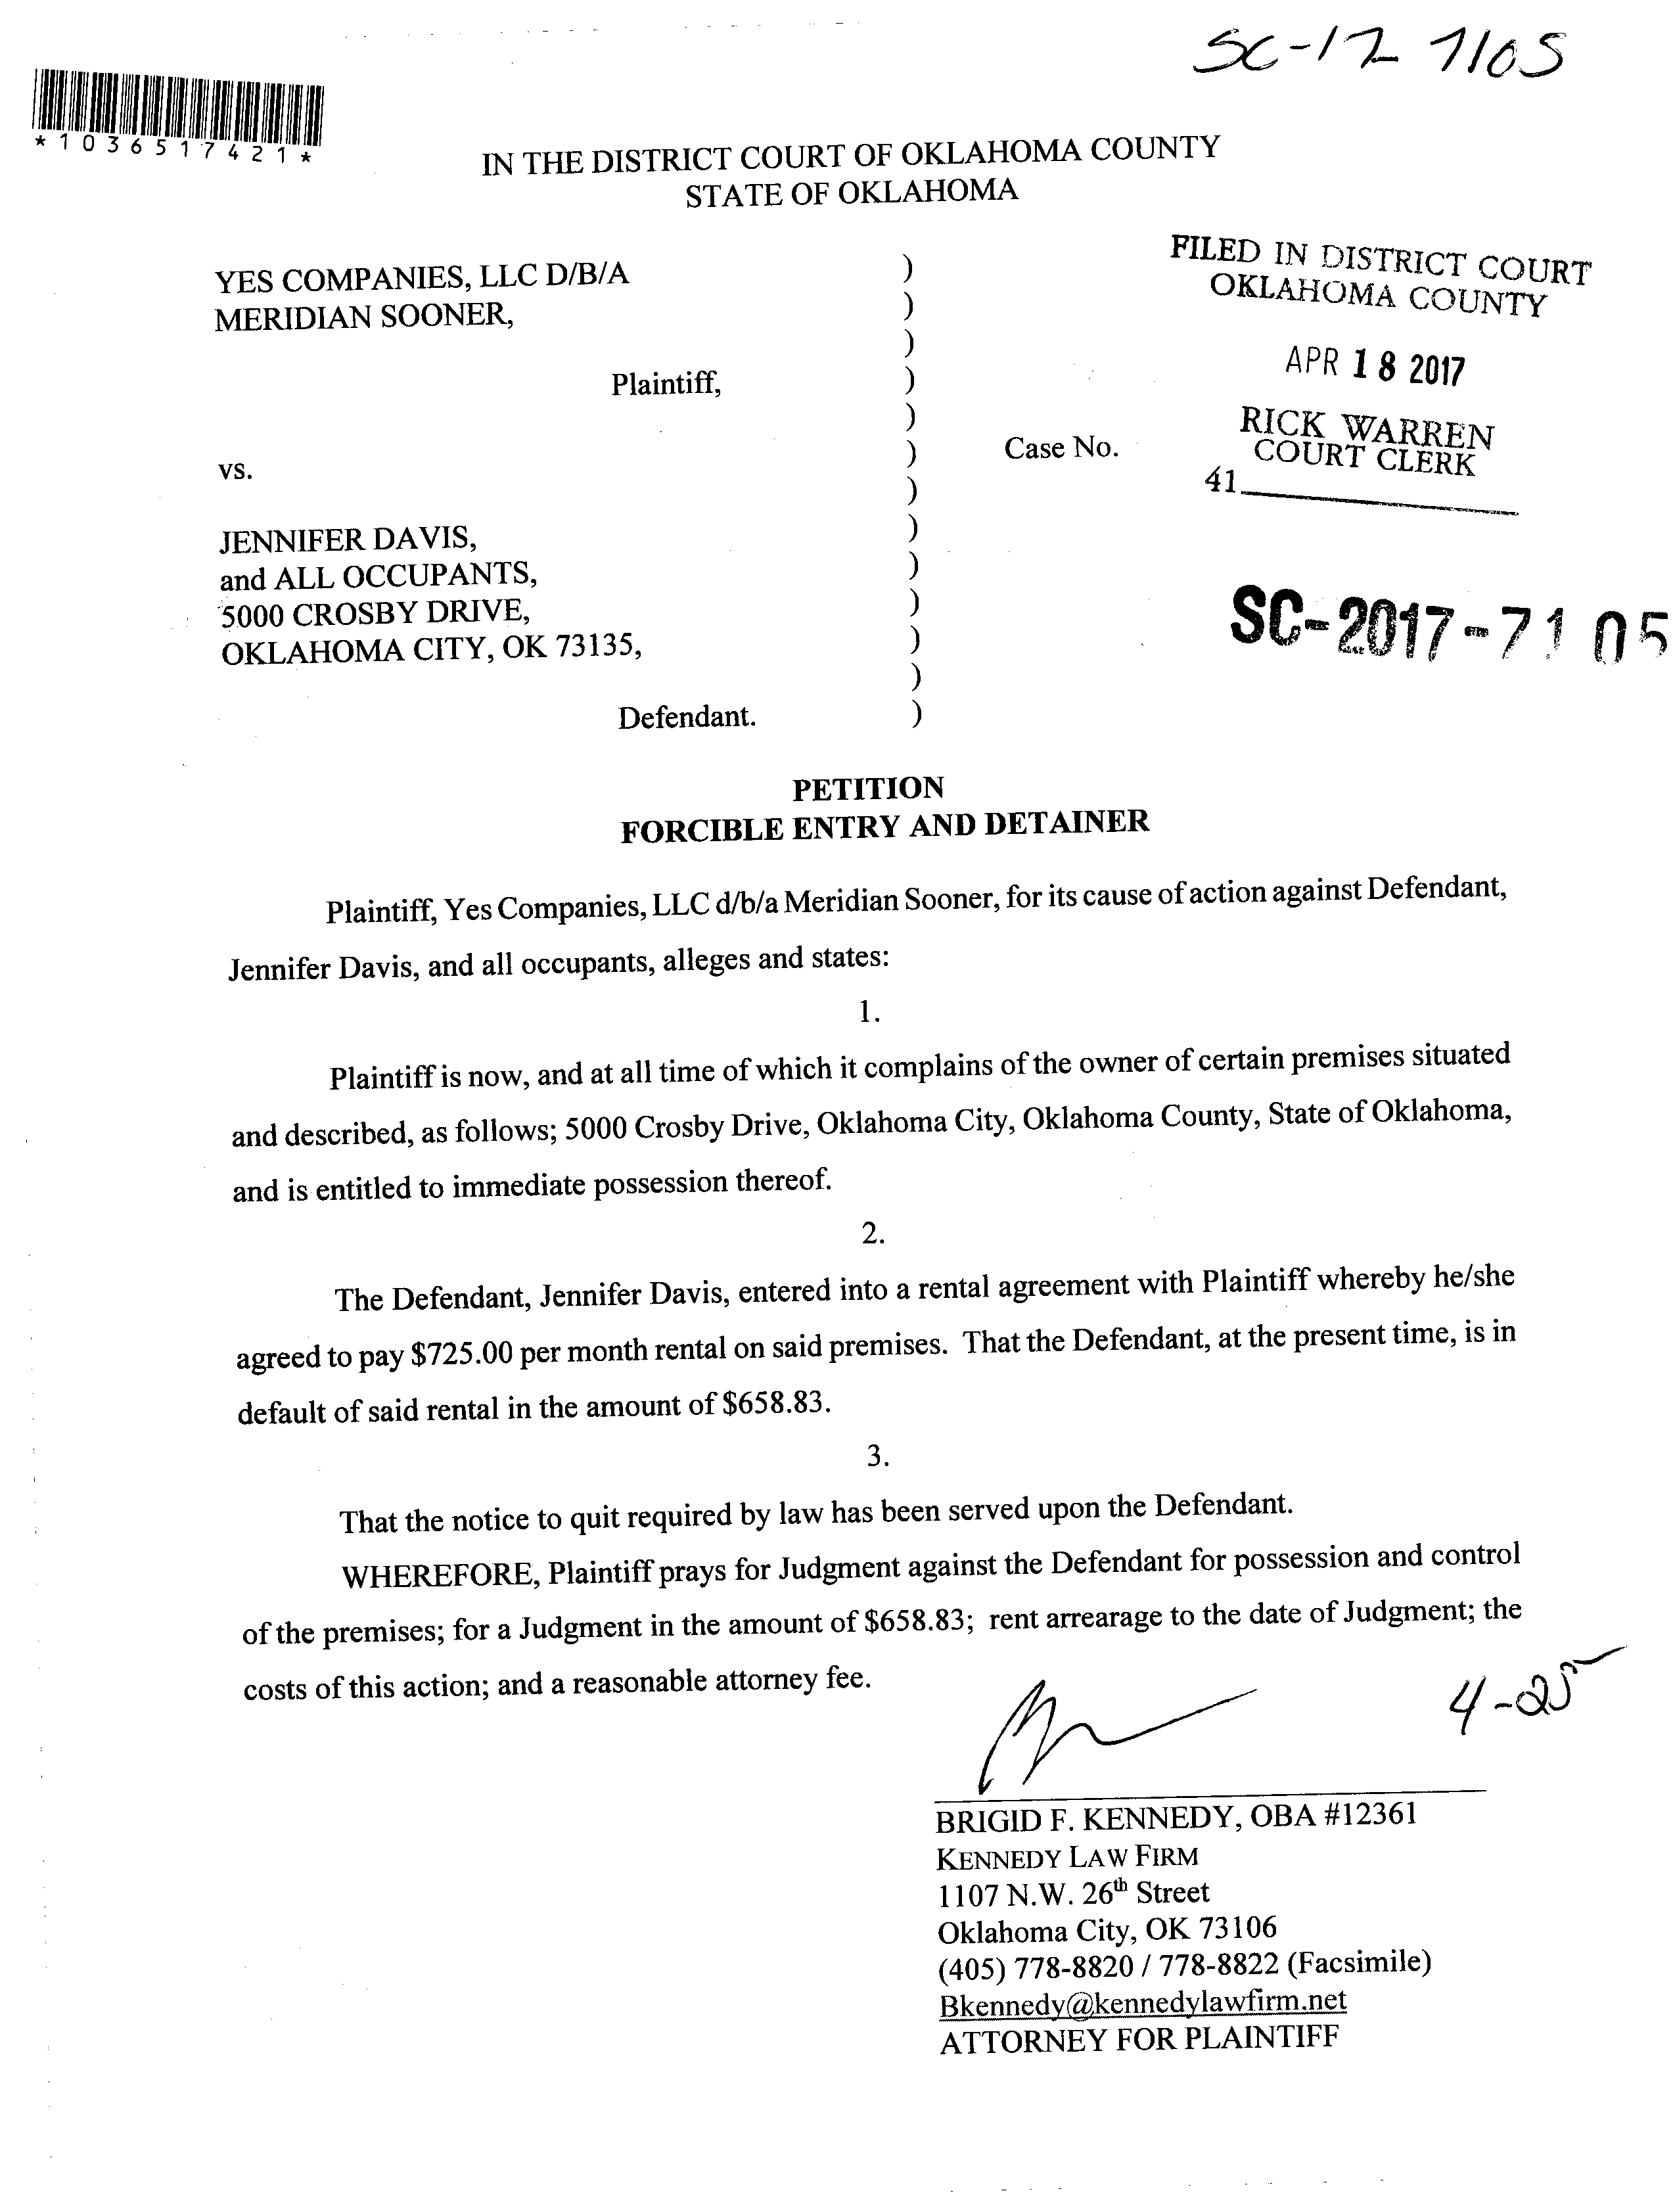 SC-17 7105
*1036517421*
IN THE DISTRICT COURT OF OKLAHOMA COUNTY
STATE OF OKLAHOMA
YES COMPANIES, LLC D/B/A
MERIDIAN SOONER,
Plaintiff,
vs.
JENNIFER DAVIS,
and ALL OCCUPANTS,
5000 CROSBY DRIVE,
OKLAHOMA CITY, OK 73135,
Defendant.
)
)
)
)
)
)
)
)
)
)
)
)
)
Case No.
FILED IN DISTRICT COURT
OKLAHOMA COUNTY
APR 18 2017
RICK WARREN
COURT CLERK
41
SC-2017-7105
PETITION
FORCIBLE ENTRY AND DETAINER
Plaintiff, Yes Companies, LLC d/b/a Meridian Sooner, for its cause of action against Defendant,
Jennifer Davis, and all occupants, alleges and states:
1.
Plaintiff is now, and at all time of which it complains of the owner of certain premises situated
and described, as follows; 5000 Crosby Drive, Oklahoma City, Oklahoma County, State of Oklahoma,
and is entitled to immediate possession thereof.
2.
The Defendant, Jennifer Davis, entered into a rental agreement with Plaintiff whereby he/she
agreed to pay $725.00 per month rental on said premises. That the Defendant, at the present time, is in
default of said rental in the amount of $658.83.
3.
That the notice to quit required by law has been served upon the Defendant.
WHEREFORE, Plaintiff prays for Judgment against the Defendant for possession and control
of the premises; for a Judgment in the amount of $658.83; rent arrearage to the date of Judgment; the
costs of this action; and a reasonable attorney fee.
4-25
BRIGID F. KENNEDY, OBA #12361
KENNEDY LAW FIRM
1107 N.W. 26th Street
Oklahoma City, OK 73106
(405) 778-8820 / 778-8822 (Facsimile)
Bkennedy@kennedylawfirm.net
ATTORNEY FOR PLAINTIFF